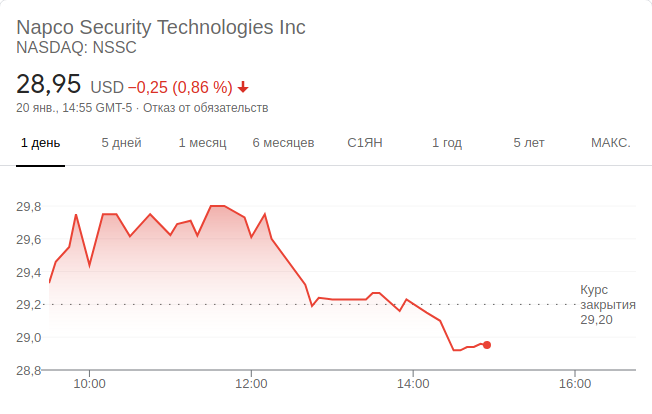 Napco Security Technologies Inc
NASDAQ: NSSC
28,95 USD −0,25 (0,86 %)
20 янв., 14:55 GMT-5 · Отказ от обязательств
1 день 5 дней 1 месяц 6 месяцев С1ЯН 1 год 5 лет МАКС.
29,8
29,6
29,4
29,2
29,0
28,8
Курс
закрытия
29,20
10:00 12:00 14:00 16:00